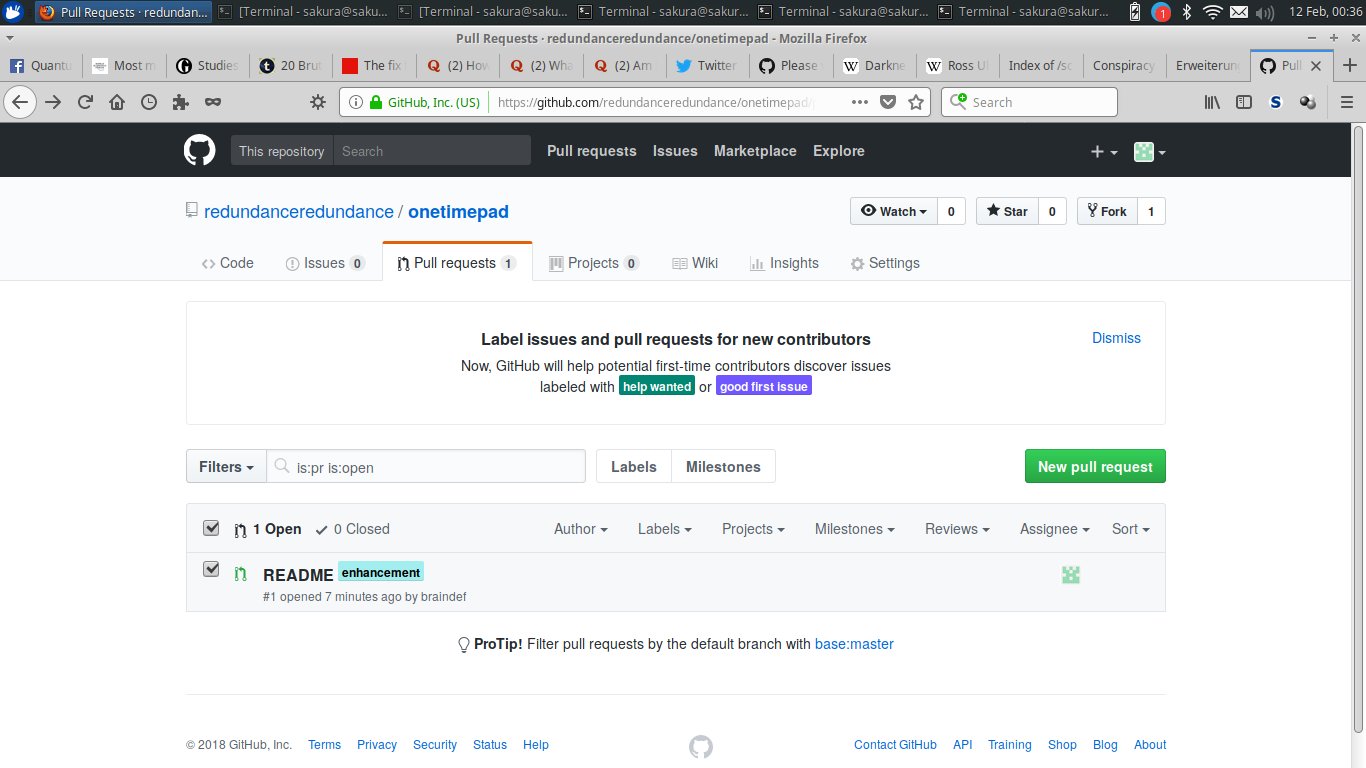 Pull Requests · redundan... [Terminal - sakura@saku... [Terminal - sakura@saku... Terminal - sakura@sakur... Terminal - sakura@sakur... Terminal - sakura@sakur... 1 12 Feb, 00:36
Pull Requests · redundanceredundance/onetimepad - Mozilla Firefox
Quantu Most m Studies 20 Brut The fix (2) How (2) Wha (2) Am Twitter Please Darkne Ross Ul Index of /sc Conspiracy Erweiterun Pull
GitHub, Inc. (US) https://github.com/redundanceredundance/onetimepad/ Search
This repository Search Pull requests Issues Marketplace Explore
redundanceredundance / onetimepad Watch 0 Star 0 Fork 1
Code Issues 0 Pull requests 1 Projects 0 Wiki Insights Settings
Label issues and pull requests for new contributors Dismiss
Now, GitHub will help potential first-time contributors discover issues
labeled with help wanted or good first issue
Filters is:pr is:open Labels Milestones New pull request
1 Open 0 Closed Author Labels Projects Milestones Reviews Assignee Sort
README enhancement
#1 opened 7 minutes ago by braindef
ProTip! Filter pull requests by the default branch with base:master
© 2018 GitHub, Inc. Terms Privacy Security Status Help Contact GitHub API Training Shop Blog About